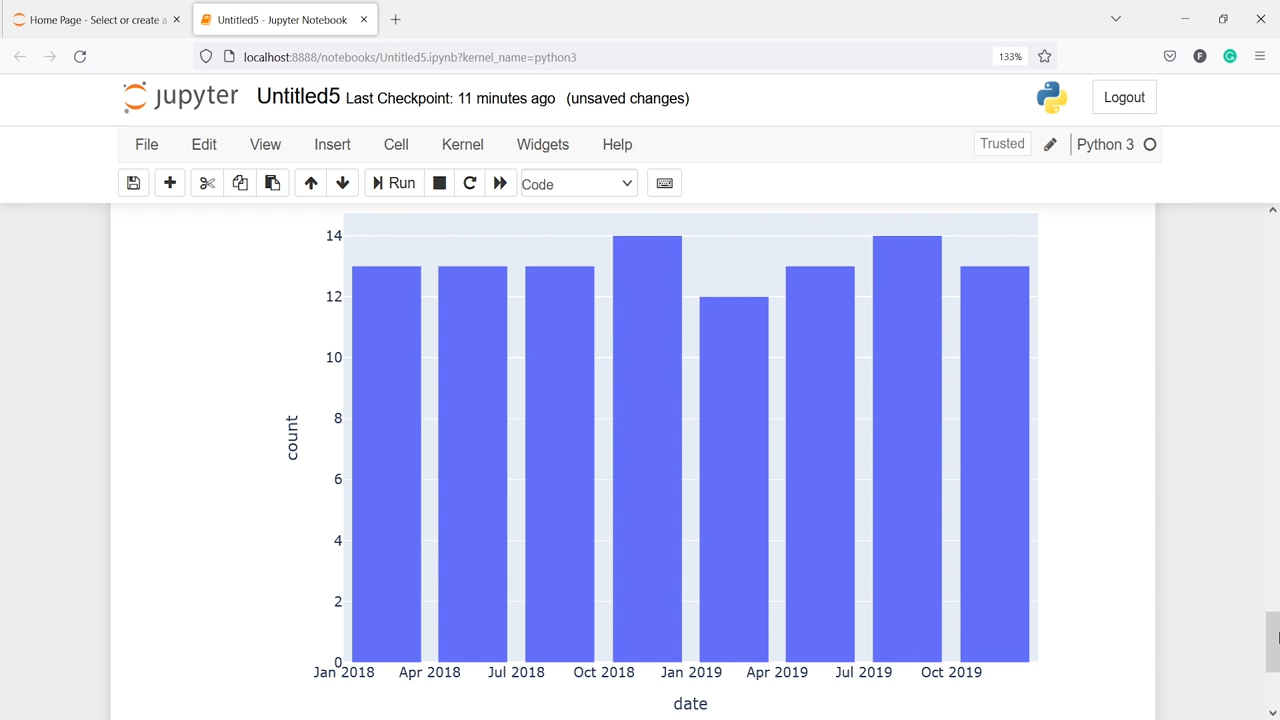 Home Page - Select or create a
Untitled5 - Jupyter Notebook
localhost:8888/notebooks/Untitled5.ipynb?kernel_name=python3
133%
F
G
jupyter Untitled5 Last Checkpoint: 11 minutes ago (unsaved changes)
Logout
File Edit View Insert Cell Kernel Widgets Help
Trusted
Python 3
Run
Code
14
12
10
8
6
4
2
0
count
Jan 2018 Apr 2018 Jul 2018 Oct 2018 Jan 2019 Apr 2019 Jul 2019 Oct 2019
date